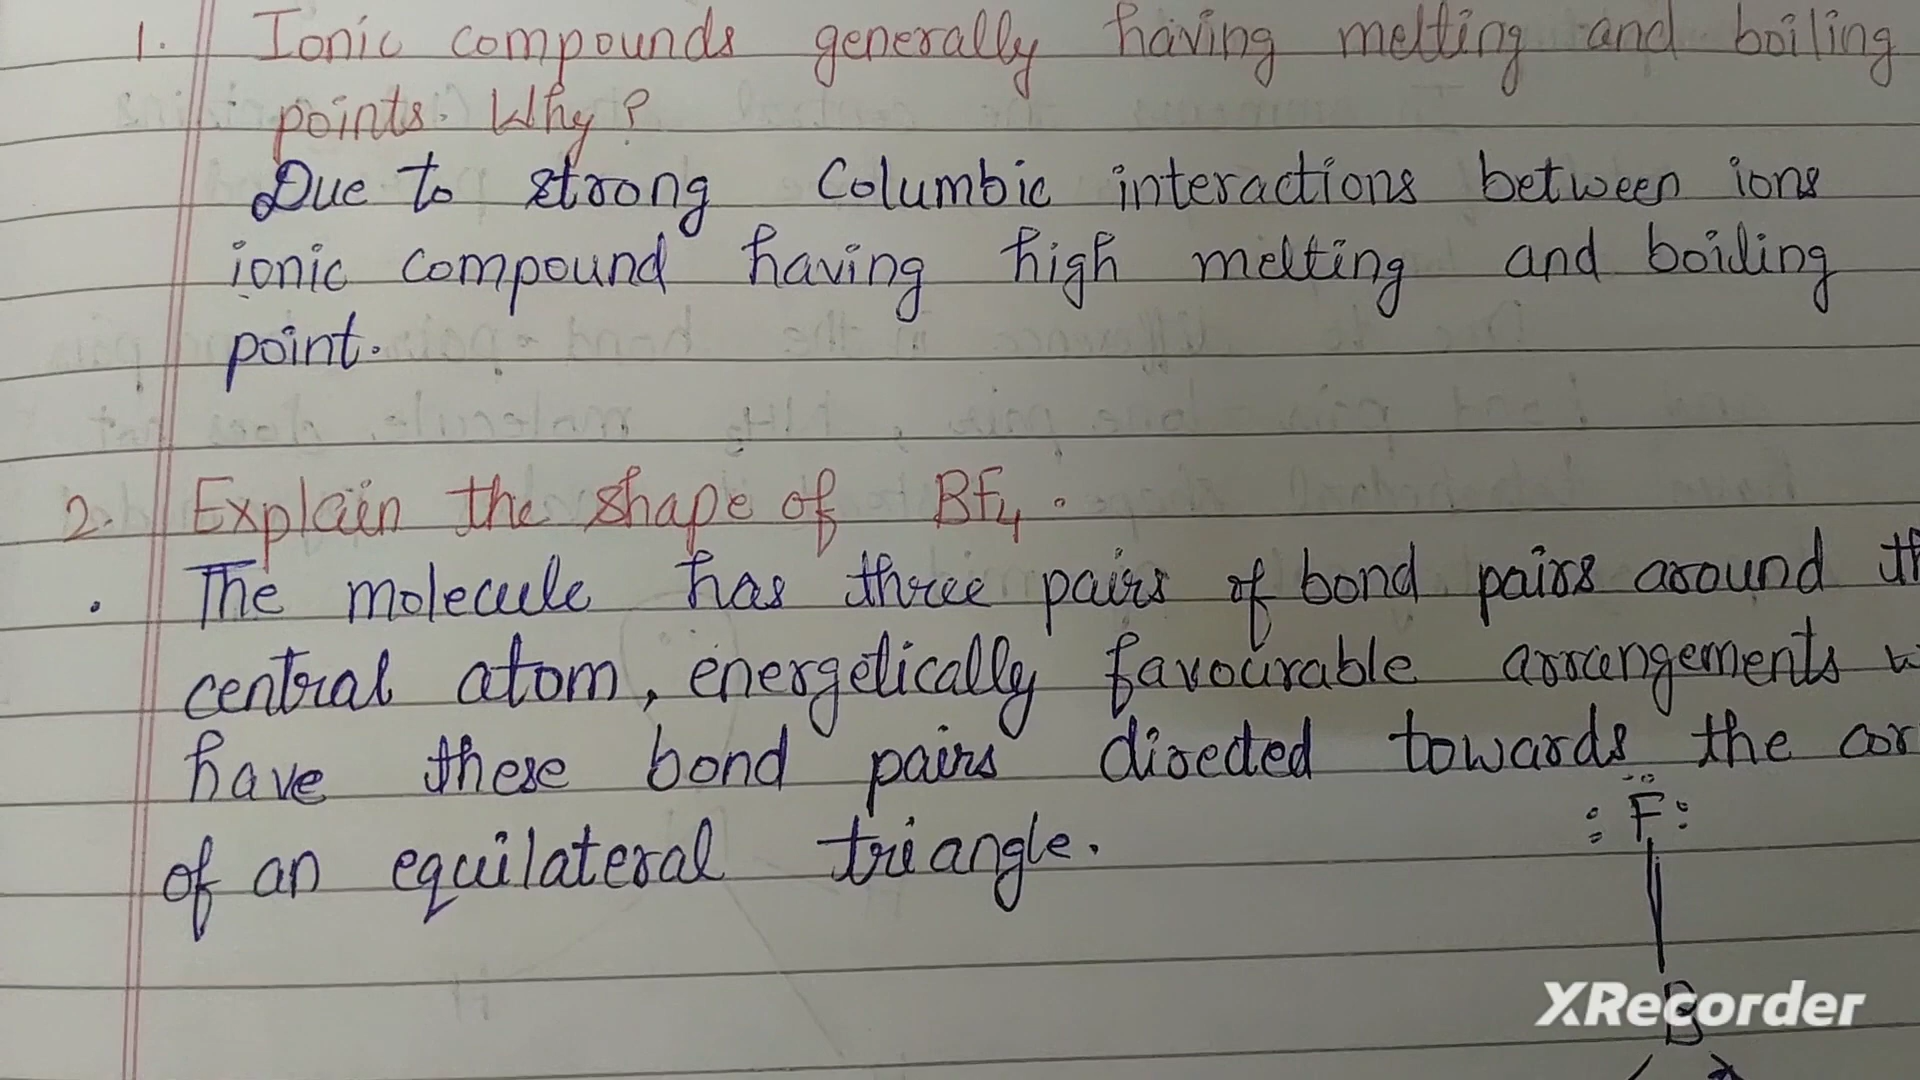 1. Ionic compounds generally having melting and boiling
points. Why?
Due to strong Columbic interactions between ions
ionic compound having high melting and boiling
point.
2. Explain the shape of BF4.
The molecule has three pairs of bond pairs around th
central atom, energetically favourable arrangements w
have these bond pairs directed towards the cor
of an equilateral triangle.
F
B
XRecorder